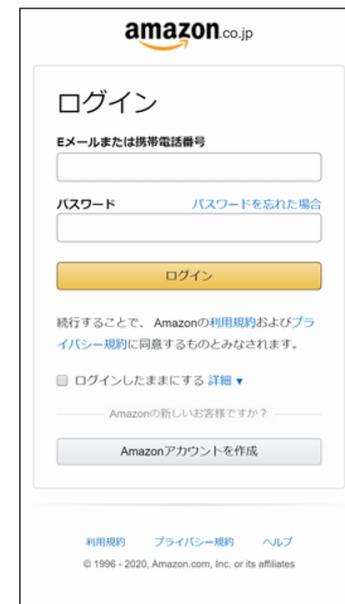 amazon.co.jp
ログイン
Eメールまたは携帯電話番号
パスワード パスワードを忘れた場合
ログイン
続行することで、 Amazonの利用規約およびプラ
イバシー規約に同意するものとみなされます。
ログインしたままにする 詳細 ▼
Amazonの新しいお客様ですか？
Amazonアカウントを作成
利用規約 プライバシー規約 ヘルプ
© 1996 - 2020, Amazon.com, Inc. or its affiliates